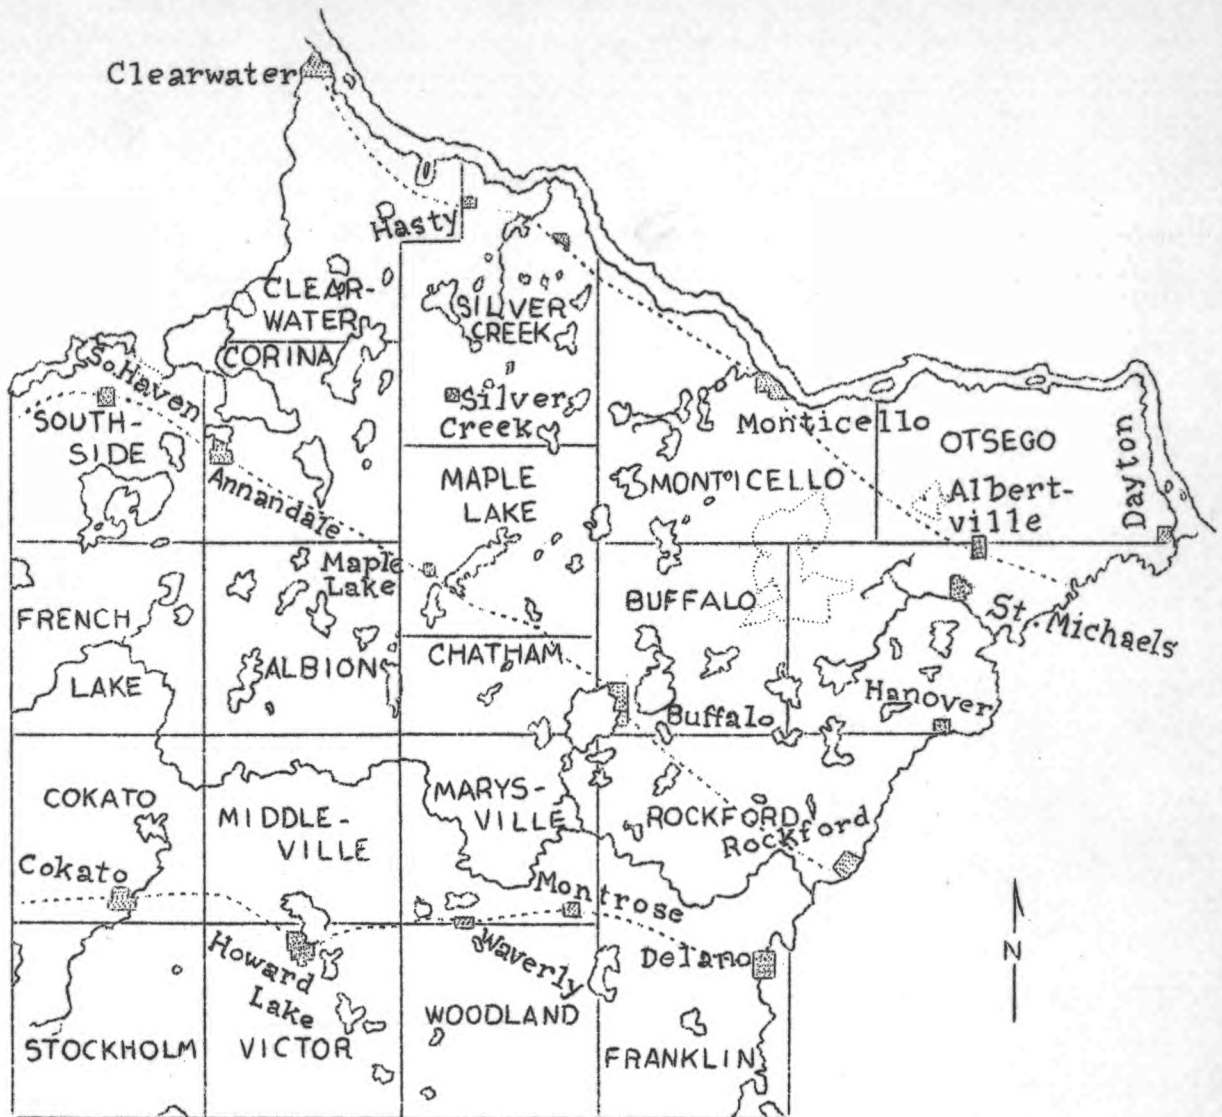 Clearwater
Hasty
CLEAR-
WATER
SILVER
CREEK
CORINA
So. Haven
Silver
Creek
SOUTH-
SIDE
Monticello
OTSEGO
Dayton
Annandale
MAPLE
LAKE
MONTICELLO
Albert-
ville
Maple
Lake
FRENCH
LAKE
BUFFALO
St. Michaels
ALBION
CHATHAM
Hanover
Buffalo
COKATO
MIDDLE-
VILLE
MARYS-
VILLE
ROCKFORD
Rockford
Cokato
Montrose
Howard
Lake
Waverly
Delano
N
STOCKHOLM
VICTOR
WOODLAND
FRANKLIN